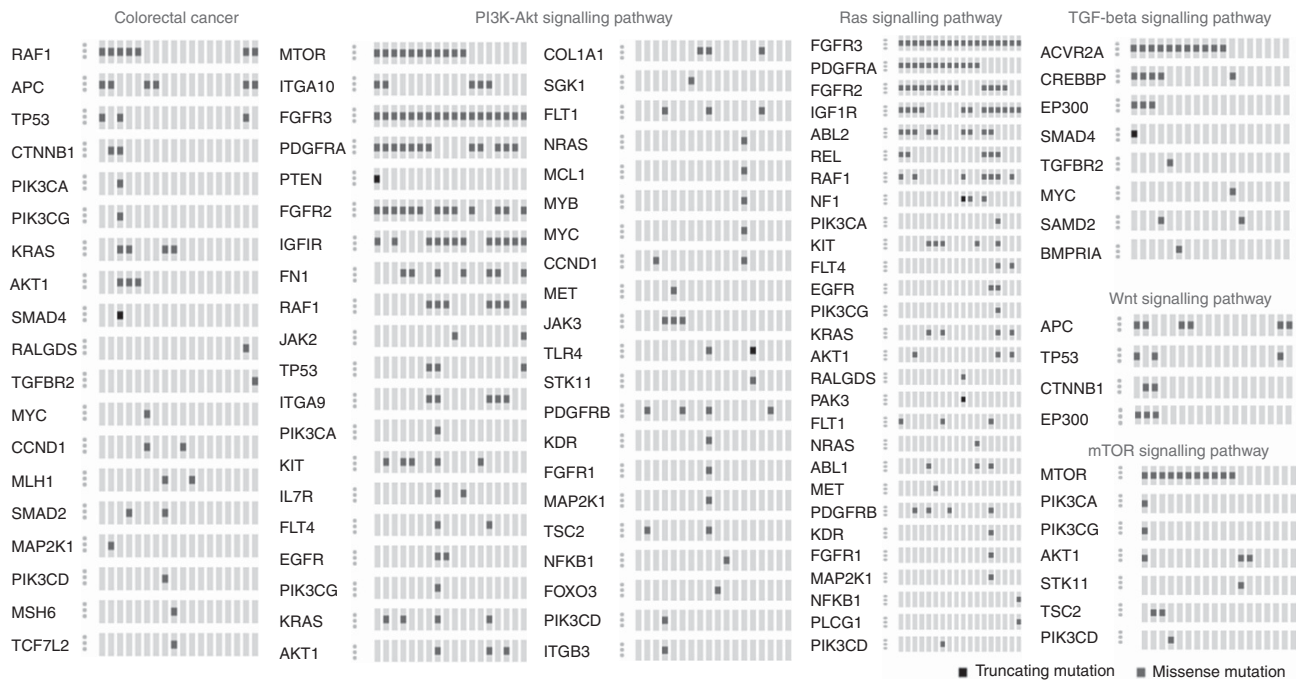 Colorectal cancer
RAF1
APC
TP53
CTNNB1
PIK3CA
PIK3CG
KRAS
AKT1
SMAD4
RALGDS
TGFBR2
MYC
CCND1
MLH1
SMAD2
MAP2K1
PIK3CD
MSH6
TCF7L2
PI3K-Akt signalling pathway
MTOR
ITGA10
FGFR3
PDGFRA
PTEN
FGFR2
IGFIR
FN1
RAF1
JAK2
TP53
ITGA9
PIK3CA
KIT
IL7R
FLT4
EGFR
PIK3CG
KRAS
AKT1
COL1A1
SGK1
FLT1
NRAS
MCL1
MYB
MYC
CCND1
MET
JAK3
TLR4
STK11
PDGFRB
KDR
FGFR1
MAP2K1
TSC2
NFKB1
FOXO3
PIK3CD
ITGB3
Ras signalling pathway
FGFR3
PDGFRA
FGFR2
IGF1R
ABL2
REL
RAF1
NF1
PIK3CA
KIT
FLT4
EGFR
PIK3CG
KRAS
AKT1
RALGDS
PAK3
FLT1
NRAS
ABL1
MET
PDGFRB
KDR
FGFR1
MAP2K1
NFKB1
PLCG1
PIK3CD
TGF-beta signalling pathway
ACVR2A
CREBBP
EP300
SMAD4
TGFBR2
MYC
SAMD2
BMPRIA
Wnt signalling pathway
APC
TP53
CTNNB1
EP300
mTOR signalling pathway
MTOR
PIK3CA
PIK3CG
AKT1
STK11
TSC2
PIK3CD
Truncating mutation
Missense mutation